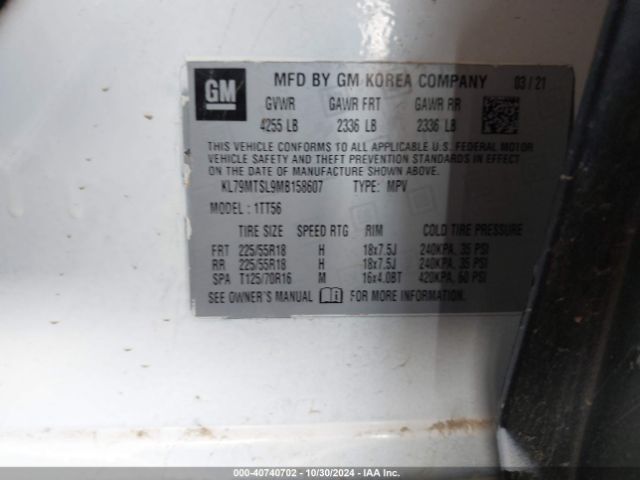 GM
MFD BY GM KOREA COMPANY 03/21
GVWR GAWR FRT GAWR RR
4255 LB 2336 LB 2336 LB
THIS VEHICLE CONFORMS TO ALL APPLICABLE U.S. FEDERAL MOTOR
VEHICLE SAFETY AND THEFT PREVENTION STANDARDS IN EFFECT
ON THE DATE OF MANUFACTURE SHOWN ABOVE.
KL79MTSL9MB158607 TYPE: MPV
MODEL : 1TT56
TIRE SIZE SPEED RTG RIM COLD TIRE PRESSURE
FRT 225/55R18 H 18x7.5J 240KPA, 35 PSI
RR 225/55R18 H 18x7.5J 240KPA, 35 PSI
SPA T125/70R16 M 16x4.0BT 420KPA, 60 PSI
SEE OWNER'S MANUAL FOR MORE INFORMATION.
000-40740702 - 10/30/2024 - IAA Inc.